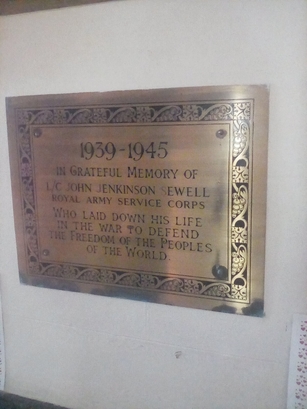 1939-1945
IN GRATEFUL MEMORY OF
L/C JOHN JENKINSON SEWELL
ROYAL ARMY SERVICE CORPS
WHO LAID DOWN HIS LIFE
IN THE WAR TO DEFEND
THE FREEDOM OF THE PEOPLES
OF THE WORLD.